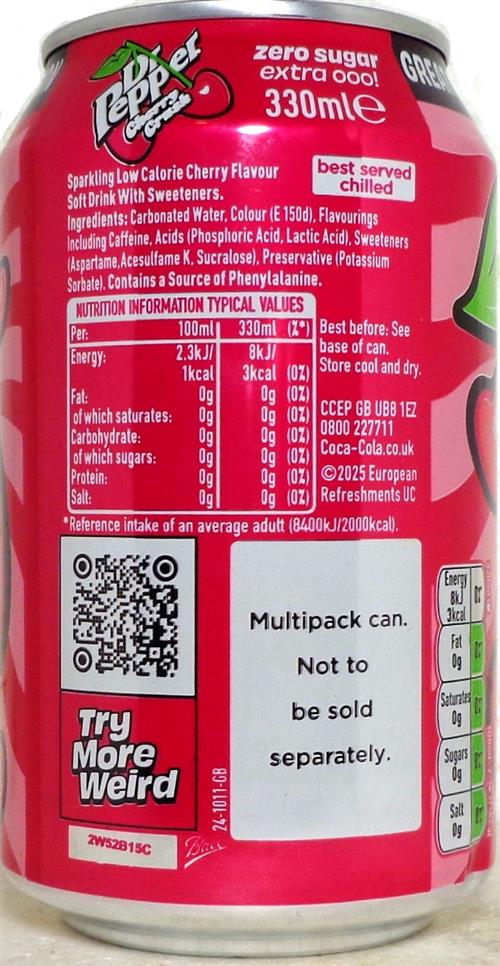 Dr
Pepper
Cherry
Crush
zero sugar
extra ooo!
330ml℮
GREA
Sparkling Low Calorie Cherry Flavour
Soft Drink With Sweeteners.
Ingredients: Carbonated Water, Colour (E 150d), Flavourings
Including Caffeine, Acids (Phosphoric Acid, Lactic Acid), Sweeteners
(Aspartame, Acesulfame K, Sucralose), Preservative (Potassium
Sorbate). Contains a Source of Phenylalanine.
best served
chilled
NUTRITION INFORMATION TYPICAL VALUES
Per: 100ml 330ml (%*)
Energy: 2.3kJ/ 8kJ/
1kcal 3kcal (0%)
Fat: 0g 0g (0%)
of which saturates: 0g 0g (0%)
Carbohydrate: 0g 0g (0%)
of which sugars: 0g 0g (0%)
Protein: 0g 0g (0%)
Salt: 0g 0g (0%)
Best before: See
base of can.
Store cool and dry.
CCEP GB UB8 1EZ
0800 227711
Coca-Cola.co.uk
©2025 European
Refreshments UC
*Reference intake of an average adult (8400kJ/2000kcal).
Try
More
Weird
2W52B15C
Ball
24-1011-GB
Multipack can.
Not to
be sold
separately.
Energy
8kJ
3kcal
0%
Fat
0g
0%
Saturates
0g
0%
Sugars
0g
0%
Salt
0g
0%